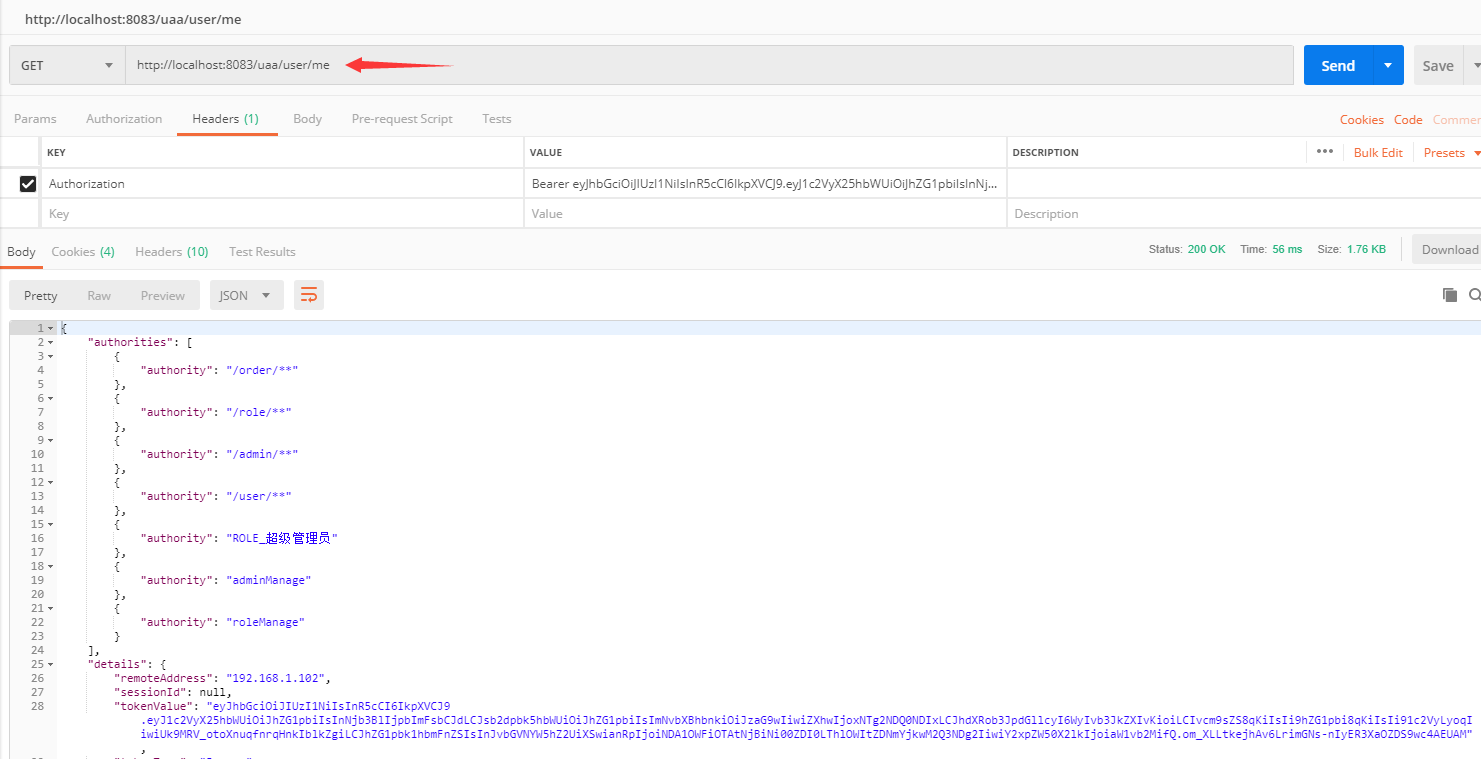 http://localhost:8083/uaa/user/me
GET http://localhost:8083/uaa/user/me Send Save
Params Authorization Headers (1) Body Pre-request Script Tests Cookies Code
KEY VALUE DESCRIPTION ••• Bulk Edit Presets
Authorization Bearer eyJhbGciOiJIUzI1NiIsInR5cCI6IkpXVCJ9.eyJ1c2VyX25hbWUiOiJhZG1pbiIsInNj...
Key Value Description
Body Cookies (4) Headers (10) Test Results Status: 200 OK Time: 56 ms Size: 1.76 KB Download
Pretty Raw Preview JSON
1 {
2 "authorities": [
3 {
4 "authority": "/order/**"
5 },
6 {
7 "authority": "/role/**"
8 },
9 {
10 "authority": "/admin/**"
11 },
12 {
13 "authority": "/user/**"
14 },
15 {
16 "authority": "ROLE_超级管理员"
17 },
18 {
19 "authority": "adminManage"
20 },
21 {
22 "authority": "roleManage"
23 }
24 ],
25 "details": {
26 "remoteAddress": "192.168.1.102",
27 "sessionId": null,
28 "tokenValue": "eyJhbGciOiJIUzI1NiIsInR5cCI6IkpXVCJ9